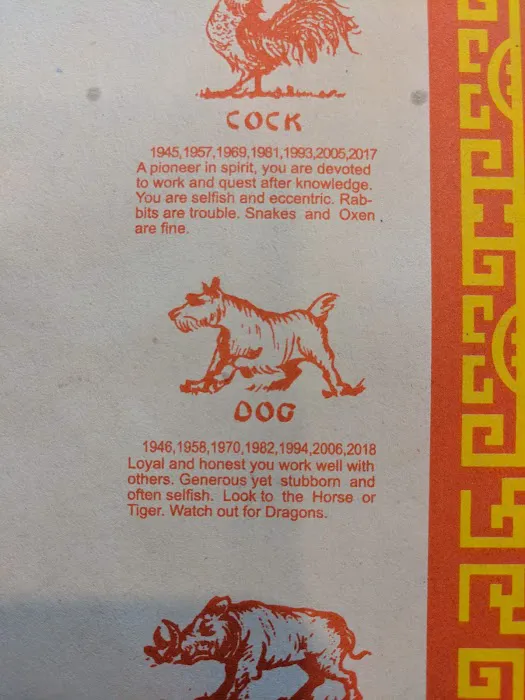 COCK
1945,1957,1969,1981,1993,2005,2017
A pioneer in spirit, you are devoted
to work and quest after knowledge.
You are selfish and eccentric. Rab-
bits are trouble. Snakes and Oxen
are fine.
DOG
1946,1958,1970,1982,1994,2006,2018
Loyal and honest you work well with
others. Generous yet stubborn and
often selfish. Look to the Horse or
Tiger. Watch out for Dragons.